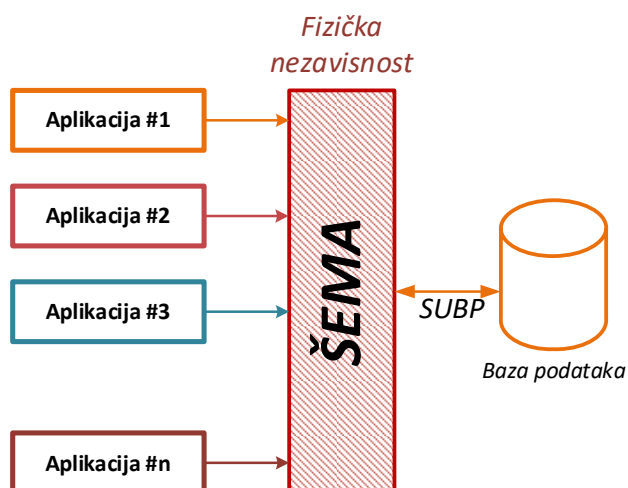 Fizička
nezavisnost
Aplikacija #1
Aplikacija #2
Aplikacija #3
Aplikacija #n
ŠEMA
SUBP
Baza podataka